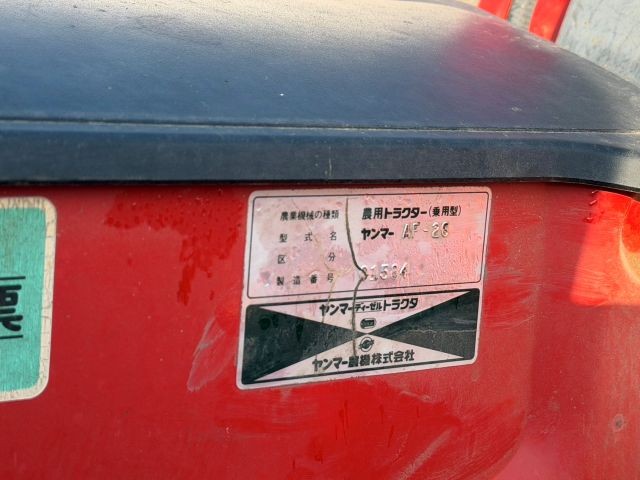 農業機械の種類 農用トラクター(乗用型)
型式名 ヤンマー AF-26
区分
製造番号 31504
ヤンマーディーゼルトラクタ
ヤンマー農機株式会社